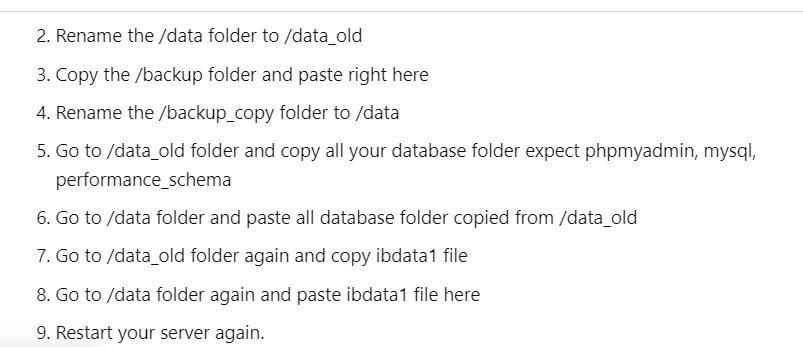 2. Rename the /data folder to /data_old
3. Copy the /backup folder and paste right here
4. Rename the /backup_copy folder to /data
5. Go to /data_old folder and copy all your database folder expect phpmyadmin, mysql,
performance_schema
6. Go to /data folder and paste all database folder copied from /data_old
7. Go to /data_old folder again and copy ibdata1 file
8. Go to /data folder again and paste ibdata1 file here
9. Restart your server again.